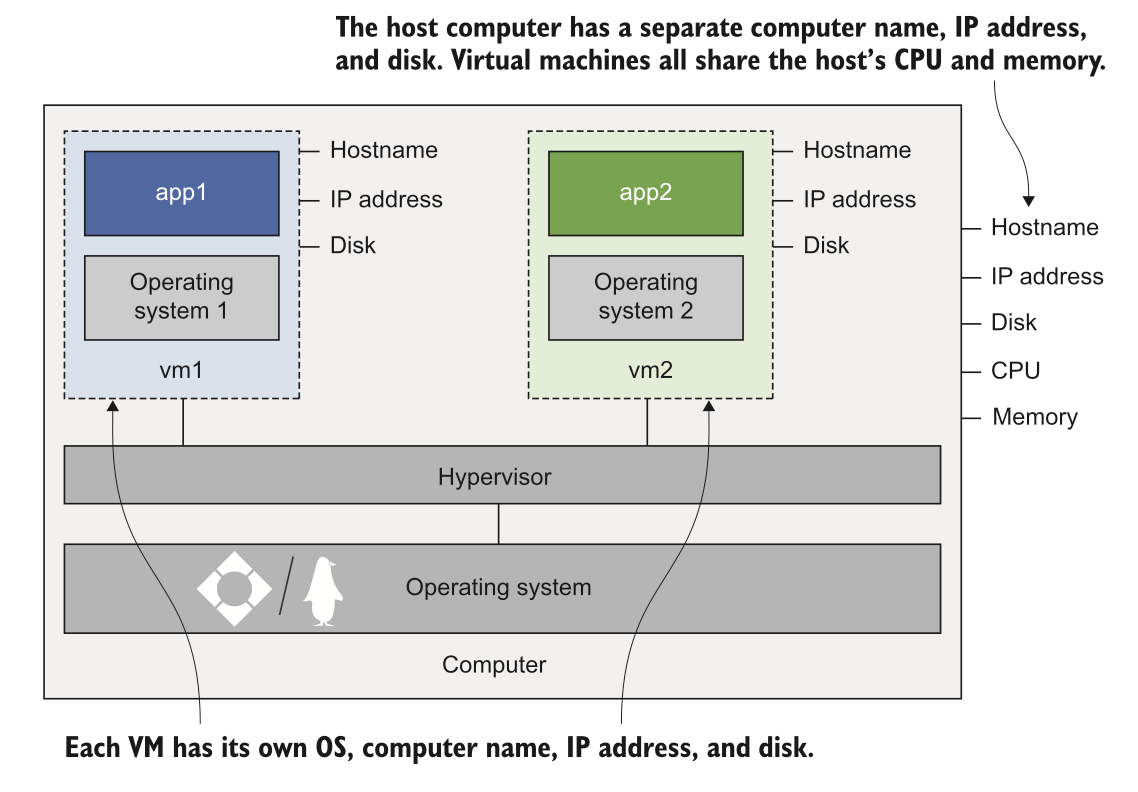 The host computer has a separate computer name, IP address,
and disk. Virtual machines all share the host's CPU and memory.
app1
Operating
system 1
vm1
Hostname
IP address
Disk
app2
Operating
system 2
vm2
Hostname
IP address
Disk
Hostname
IP address
Disk
CPU
Memory
Hypervisor
Operating system
Computer
Each VM has its own OS, computer name, IP address, and disk.